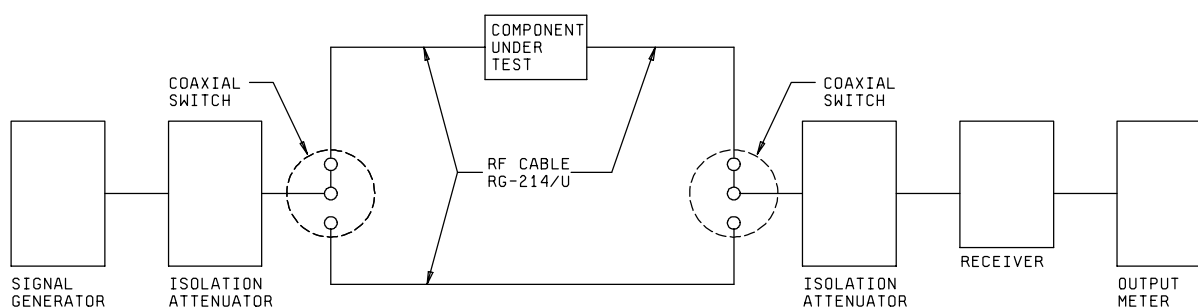 COMPONENT
UNDER
TEST
COAXIAL
SWITCH
COAXIAL
SWITCH
RF CABLE
RG-214/U
SIGNAL
GENERATOR
ISOLATION
ATTENUATOR
ISOLATION
ATTENUATOR
RECEIVER
OUTPUT
METER